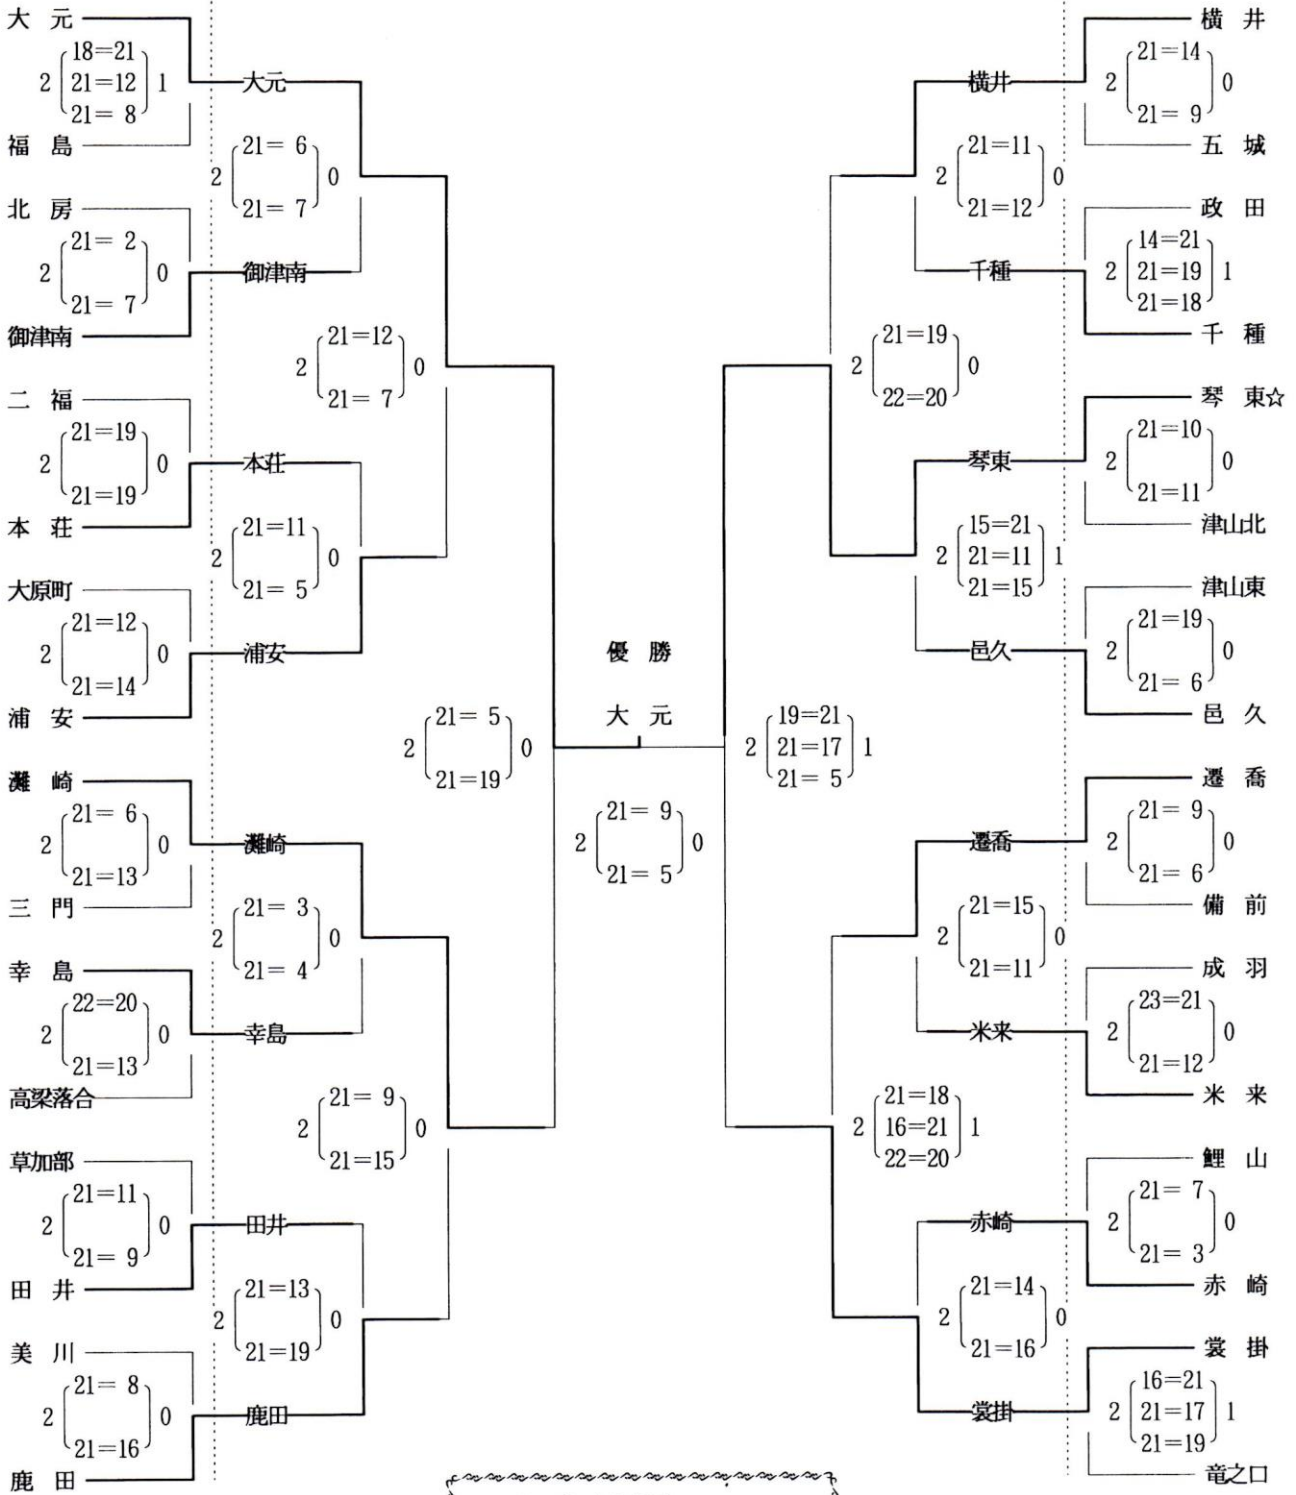 大元
18=21
2 21=12 1
21= 8
福島
大元
21= 6
2 0
21= 7
北房
21= 2
2 0
21= 7
御津南
御津南
21=12
2 0
21= 7
二福
21=19
2 0
21=19
本荘
本荘
21=11
2 0
21= 5
大原町
21=12
2 0
21=14
浦安
浦安
21= 5
2 0
21=19
灘崎
21= 6
2 0
21=13
三門
灘崎
21= 3
2 0
21= 4
幸島
22=20
2 0
21=13
高梁落合
幸島
21= 9
2 0
21=15
草加部
21=11
2 0
21= 9
田井
田井
21=13
2 0
21=19
美川
21= 8
2 0
21=16
鹿田
鹿田
優勝
大元
21= 9
2 0
21= 5
横井
21=14
2 0
21= 9
五城
横井
21=11
2 0
21=12
政田
14=21
2 21=19 1
21=18
千種
千種
21=19
2 0
22=20
琴東☆
21=10
2 0
21=11
津山北
琴東
15=21
2 21=11 1
21=15
津山東
21=19
2 0
21= 6
邑久
邑久
19=21
2 21=17 1
21= 5
遷喬
21= 9
2 0
21= 6
備前
遷喬
21=15
2 0
21=11
成羽
23=21
2 0
21=12
米来
米来
21=18
2 16=21 1
22=20
鯉山
21= 7
2 0
21= 3
赤崎
赤崎
21=14
2 0
21=16
裳掛
16=21
2 21=17 1
21=19
竜之口
裳掛